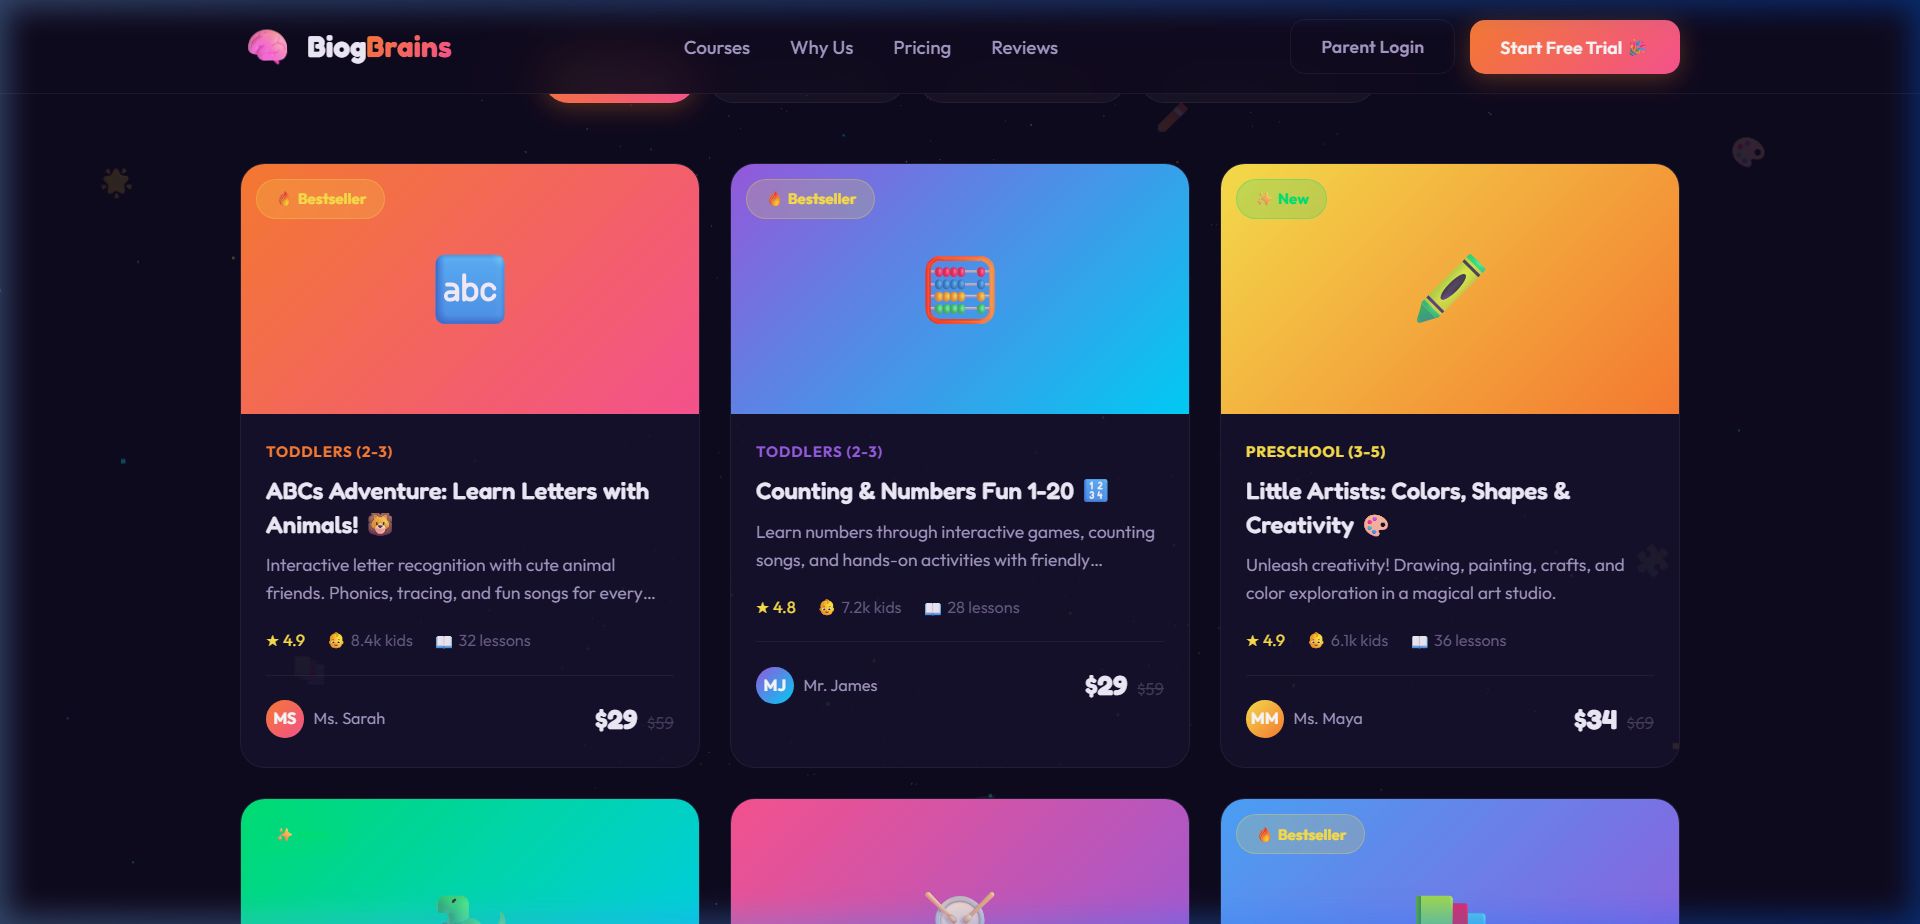 BiogBrains
Courses
Why Us
Pricing
Reviews
Parent Login
Start Free Trial 🎉
🔥 Bestseller
abc
TODDLERS (2-3)
ABCs Adventure: Learn Letters with
Animals! 🦁
Interactive letter recognition with cute animal
friends. Phonics, tracing, and fun songs for every...
★ 4.9 👶 8.4k kids 📖 32 lessons
MS Ms. Sarah $29 $59
🔥 Bestseller
TODDLERS (2-3)
Counting & Numbers Fun 1-20 🔢
Learn numbers through interactive games, counting
songs, and hands-on activities with friendly...
★ 4.8 👶 7.2k kids 📖 28 lessons
MJ Mr. James $29 $59
✨ New
PRESCHOOL (3-5)
Little Artists: Colors, Shapes &
Creativity 🎨
Unleash creativity! Drawing, painting, crafts, and
color exploration in a magical art studio.
★ 4.9 👶 6.1k kids 📖 36 lessons
MM Ms. Maya $34 $69
🔥 Bestseller